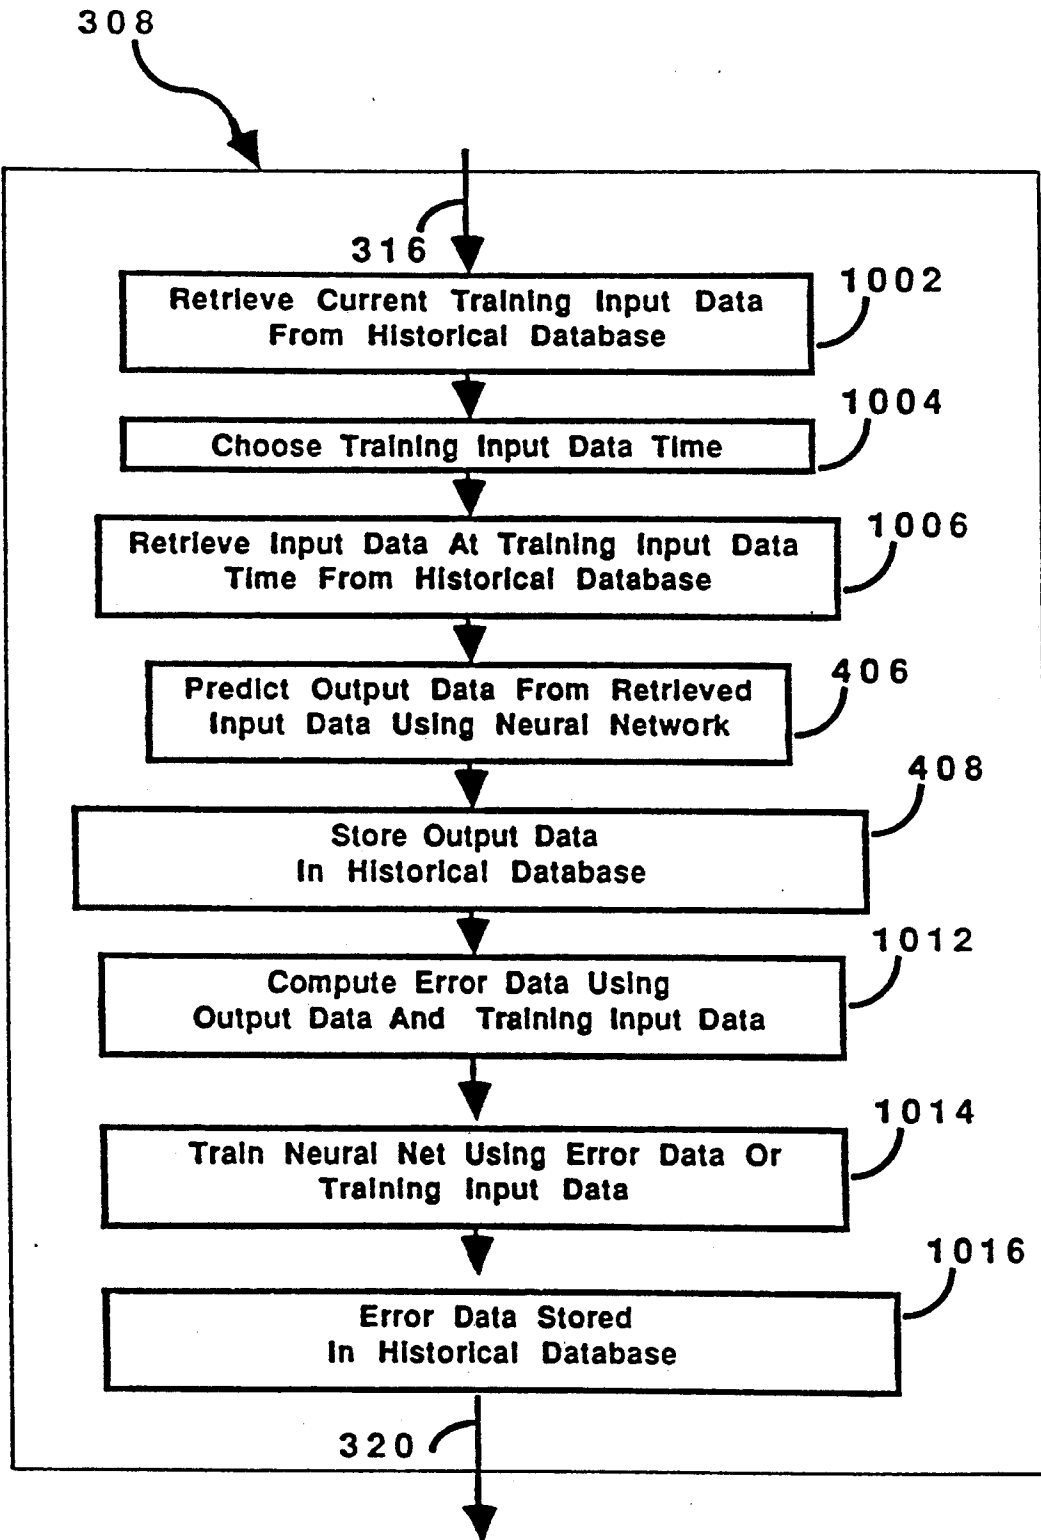 308
316
Retrieve Current Training Input Data
From Historical Database
1002
Choose Training Input Data Time
1004
Retrieve Input Data At Training Input Data
Time From Historical Database
1006
Predict Output Data From Retrieved
Input Data Using Neural Network
406
Store Output Data
In Historical Database
408
Compute Error Data Using
Output Data And Training Input Data
1012
Train Neural Net Using Error Data Or
Training Input Data
1014
Error Data Stored
In Historical Database
1016
320